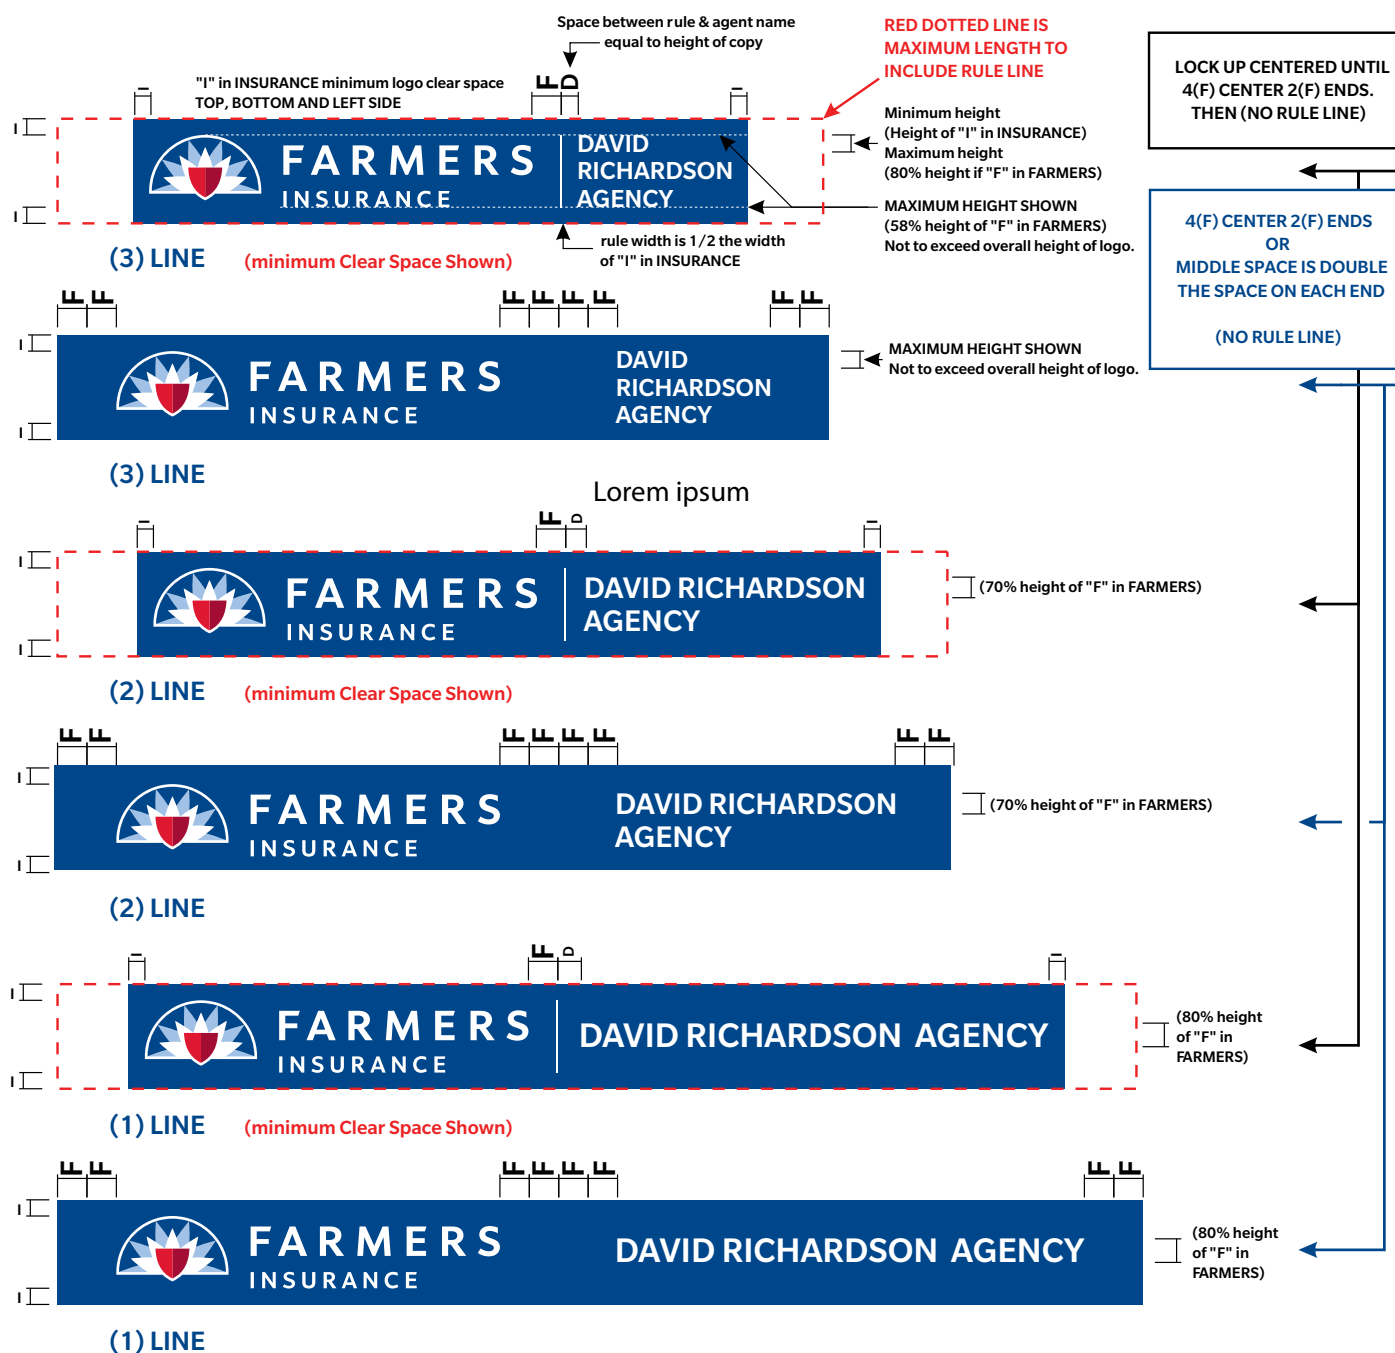 Space between rule & agent name
equal to height of copy
RED DOTTED LINE IS
MAXIMUM LENGTH TO
INCLUDE RULE LINE
LOCK UP CENTERED UNTIL
4(F) CENTER 2(F) ENDS.
THEN (NO RULE LINE)
"I" in INSURANCE minimum logo clear space
TOP, BOTTOM AND LEFT SIDE
I
F
D
I
I
I
FARMERS
INSURANCE
DAVID
RICHARDSON
AGENCY
Minimum height
(Height of "I" in INSURANCE)
Maximum height
(80% height if "F" in FARMERS)
MAXIMUM HEIGHT SHOWN
(58% height of "F" in FARMERS)
Not to exceed overall height of logo.
rule width is 1/2 the width
of "I" in INSURANCE
(3) LINE
(minimum Clear Space Shown)
4(F) CENTER 2(F) ENDS
OR
MIDDLE SPACE IS DOUBLE
THE SPACE ON EACH END
(NO RULE LINE)
F F
F F F F
F F
I
I
FARMERS
INSURANCE
DAVID
RICHARDSON
AGENCY
MAXIMUM HEIGHT SHOWN
Not to exceed overall height of logo.
(3) LINE
Lorem ipsum
I
F
D
I
I
I
FARMERS
INSURANCE
DAVID RICHARDSON
AGENCY
(70% height of "F" in FARMERS)
(2) LINE
(minimum Clear Space Shown)
F F
F F F F
F F
I
I
FARMERS
INSURANCE
DAVID RICHARDSON
AGENCY
(70% height of "F" in FARMERS)
(2) LINE
I
F
D
I
I
I
FARMERS
INSURANCE
DAVID RICHARDSON AGENCY
(80% height
of "F" in
FARMERS)
(1) LINE
(minimum Clear Space Shown)
F F
F F F F
F F
I
I
FARMERS
INSURANCE
DAVID RICHARDSON AGENCY
(80% height
of "F" in
FARMERS)
(1) LINE